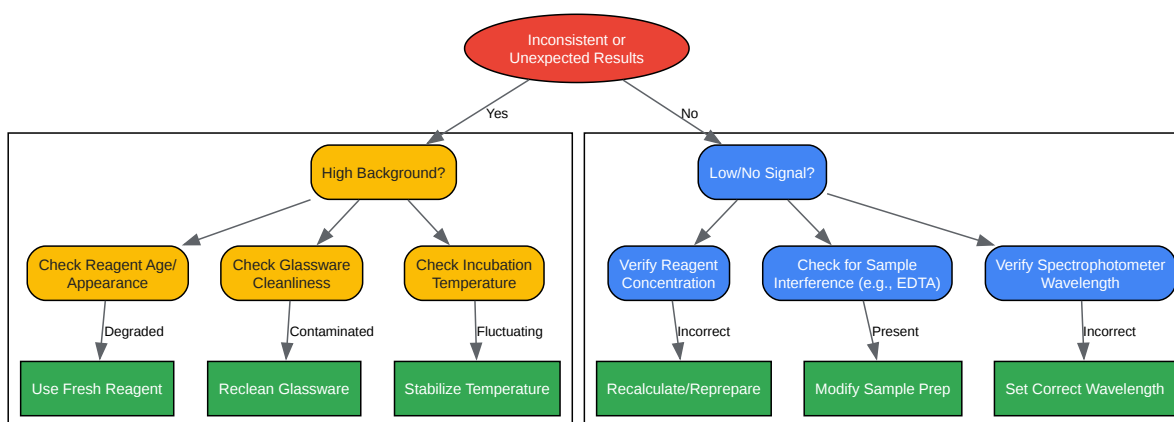 Inconsistent or
Unexpected Results
Yes
No
High Background?
Low/No Signal?
Check Reagent Age/
Appearance
Check Glassware
Cleanliness
Check Incubation
Temperature
Verify Reagent
Concentration
Check for Sample
Interference (e.g., EDTA)
Verify Spectrophotometer
Wavelength
Degraded
Contaminated
Fluctuating
Incorrect
Present
Incorrect
Use Fresh Reagent
Reclean Glassware
Stabilize Temperature
Recalculate/Reprepare
Modify Sample Prep
Set Correct Wavelength